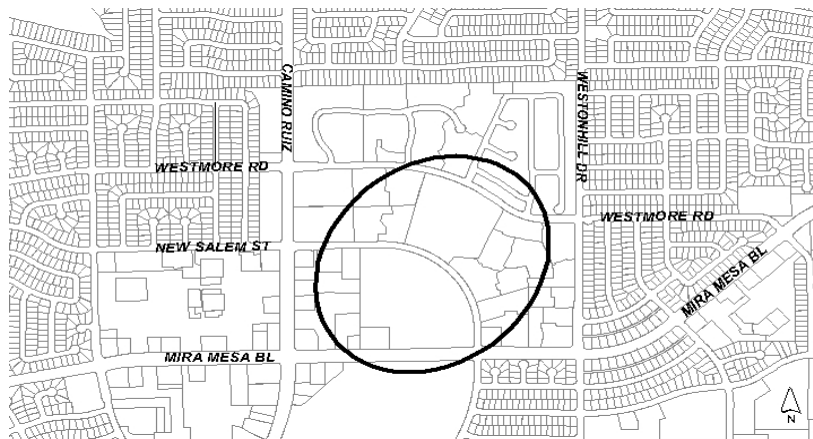 CAMINO RUIZ
WESTONHILL DR
WESTMORE RD
WESTMORE RD
NEW SALEM ST
MIRA MESA BL
MIRA MESA BL
N